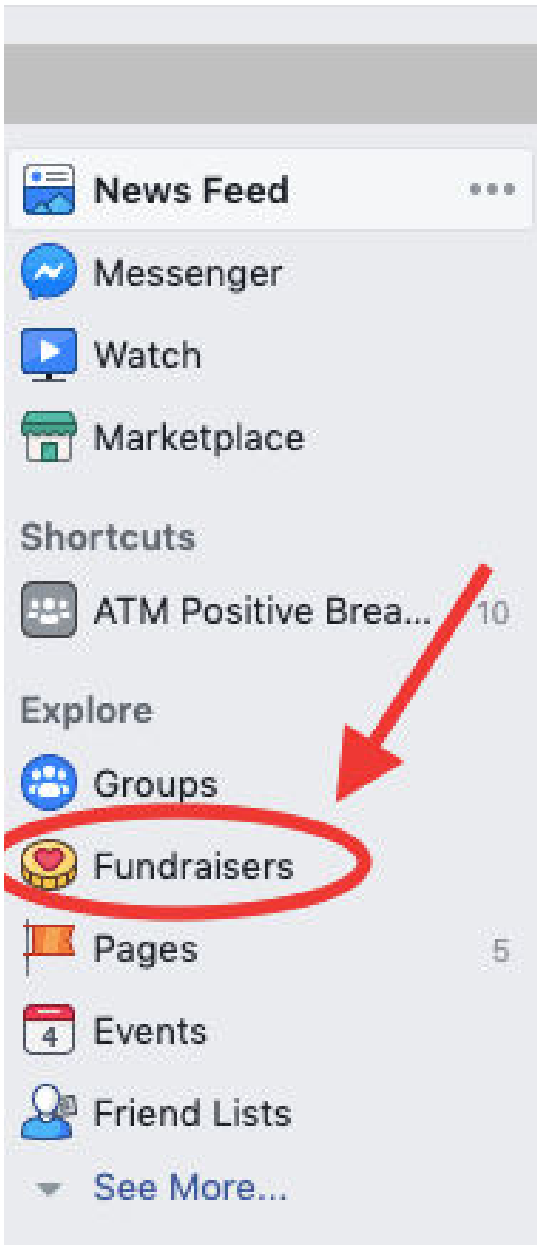 News Feed
Messenger
Watch
Marketplace
Shortcuts
ATM Positive Brea... 10
Explore
Groups
Fundraisers
Pages 5
4 Events
Friend Lists
See More...